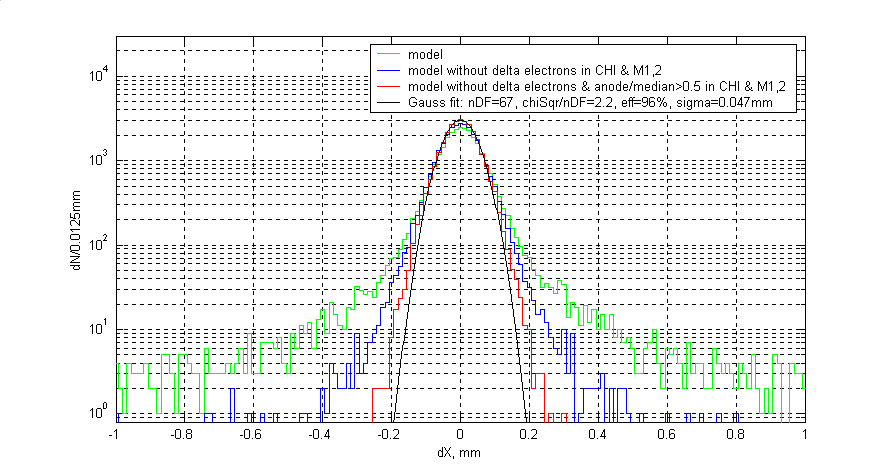 model
model without delta electrons in CHI & M1,2
model without delta electrons & anode/median>0.5 in CHI & M1,2
Gauss fit: nDF=67, chiSqr/nDF=2.2, eff=96%, sigma=0.047mm
10^4
10^3
10^2
10^1
10^0
dN/0.0125mm
-1 -0.8 -0.6 -0.4 -0.2 0 0.2 0.4 0.6 0.8 1
dX, mm